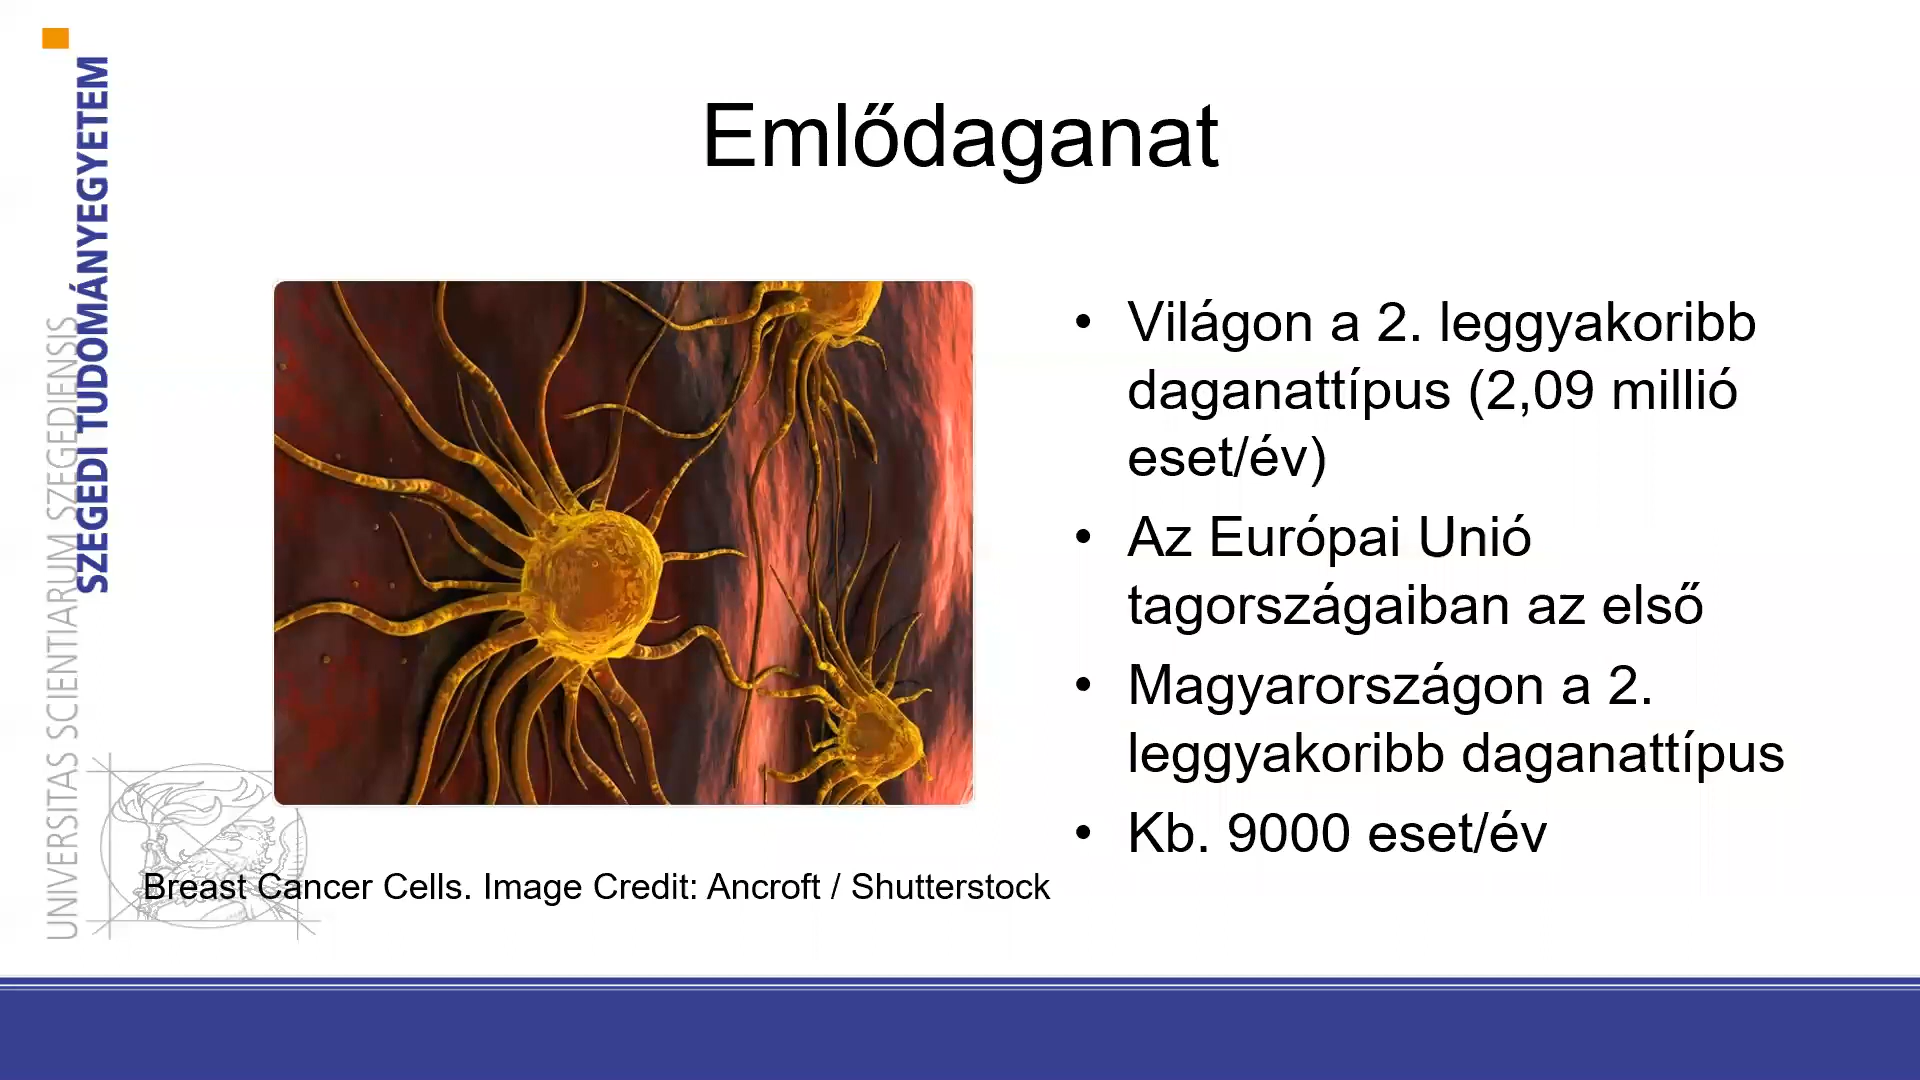 SZEGEDI TUDOMÁNYEGYETEM
UNIVERSITAS SCIENTIARUM SZEGEDIENSIS
Emlődaganat
• Világon a 2. leggyakoribb
daganattípus (2,09 millió
eset/év)
• Az Európai Unió
tagországaiban az első
• Magyarországon a 2.
leggyakoribb daganattípus
• Kb. 9000 eset/év
Breast Cancer Cells. Image Credit: Ancroft / Shutterstock